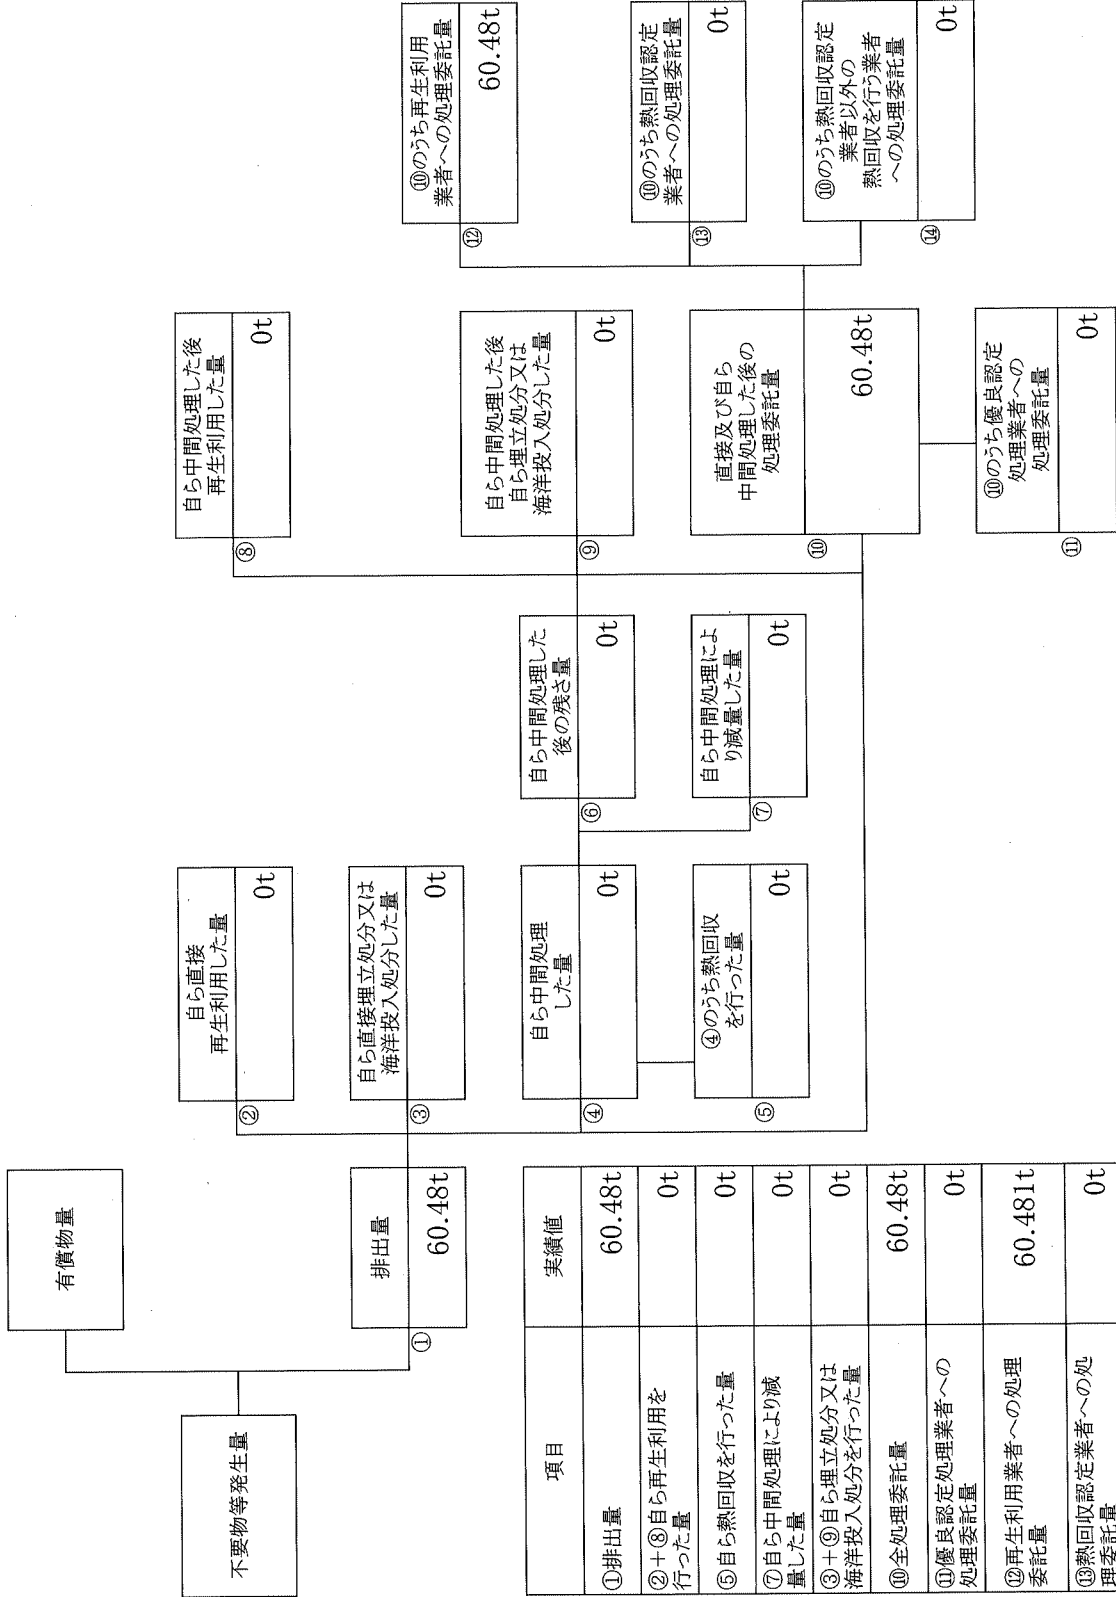 有償物量
不要物等発生量
排出量
①
60.48t
自ら直接
再生利用した量
②
0t
自ら直接埋立処分又は
海洋投入処分した量
③
0t
自ら中間処理
した量
④
0t
④のうち熱回収
を行った量
⑤
0t
自ら中間処理した
後の残さ量
⑥
0t
自ら中間処理によ
り減量した量
⑦
0t
自ら中間処理した後
再生利用した量
⑧
0t
自ら中間処理した後
自ら埋立処分又は
海洋投入処分した量
⑨
0t
直接及び自ら
中間処理した後の
処理委託量
⑩
60.48t
⑩のうち優良認定
処理業者への
処理委託量
⑪
0t
⑩のうち再生利用
業者への処理委託量
⑫
60.48t
⑩のうち熱回収認定
業者への処理委託量
⑬
0t
⑩のうち熱回収認定
業者以外の
熱回収を行う業者
への処理委託量
⑭
0t
項目 実績値
①排出量 60.48t
②+⑧自ら再生利用を
行った量 0t
⑤自ら熱回収を行った量 0t
⑦自ら中間処理により減
量した量 0t
③+⑨自ら埋立処分又は
海洋投入処分を行った量 0t
⑩全処理委託量 60.48t
⑪優良認定処理業者への
処理委託量 0t
⑫再生利用業者への処理
委託量 60.481t
⑬熱回収認定業者への処
理委託量 0t